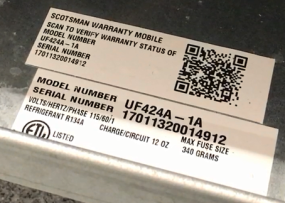 SCOTSMAN WARRANTY MOBILE
SCAN TO VERIFY WARRANTY STATUS OF
MODEL NUMBER
UF424A-1A
SERIAL NUMBER
17011320014912
MODEL NUMBER UF424A-1A
SERIAL NUMBER 17011320014912
VOLTS/HERTZ/PHASE 115/60/1 MAX FUSE SIZE -
REFRIGERANT R134A CHARGE/CIRCUIT 12 OZ 340 GRAMS
ETL LISTED